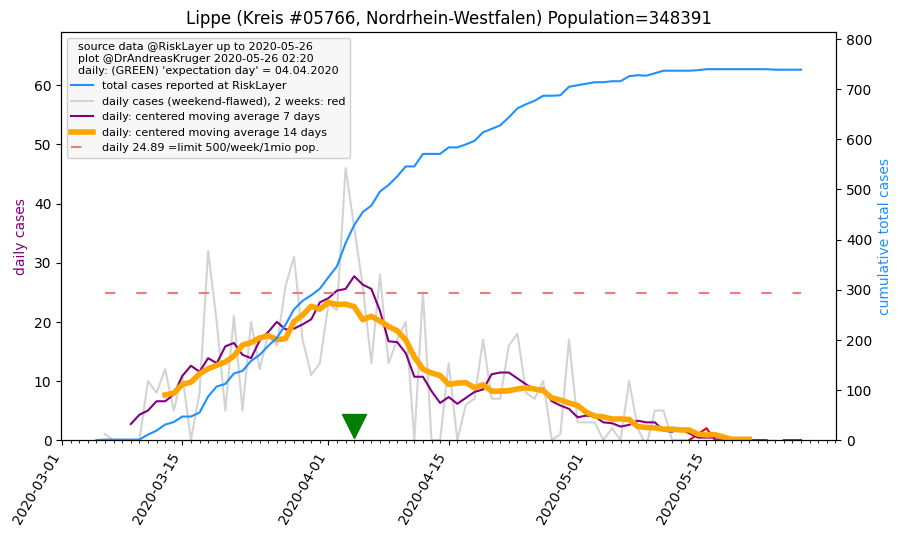 Lippe (Kreis #05766, Nordrhein-Westfalen) Population=348391
source data @RiskLayer up to 2020-05-26
plot @DrAndreasKruger 2020-05-26 02:20
daily: (GREEN) 'expectation day' = 04.04.2020
total cases reported at RiskLayer
daily cases (weekend-flawed), 2 weeks: red
daily: centered moving average 7 days
daily: centered moving average 14 days
daily 24.89 =limit 500/week/1mio pop.
daily cases
60
50
40
30
20
10
0
800
700
600
500
400
300
200
100
0
cumulative total cases
2020-03-01
2020-03-15
2020-04-01
2020-04-15
2020-05-01
2020-05-15